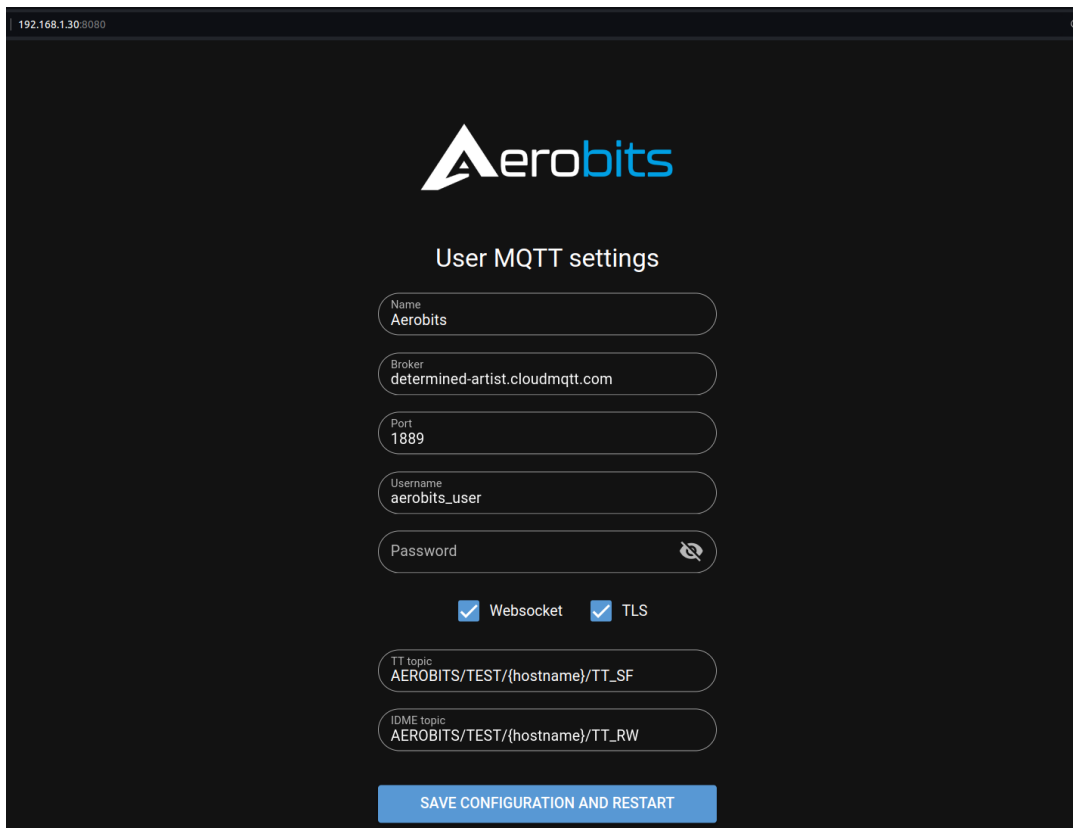 192.168.1.30:8080
Aerobits
User MQTT settings
Name
Aerobits
Broker
determined-artist.cloudmqtt.com
Port
1889
Username
aerobits_user
Password
Websocket TLS
TT topic
AEROBITS/TEST/{hostname}/TT_SF
IDME topic
AEROBITS/TEST/{hostname}/TT_RW
SAVE CONFIGURATION AND RESTART